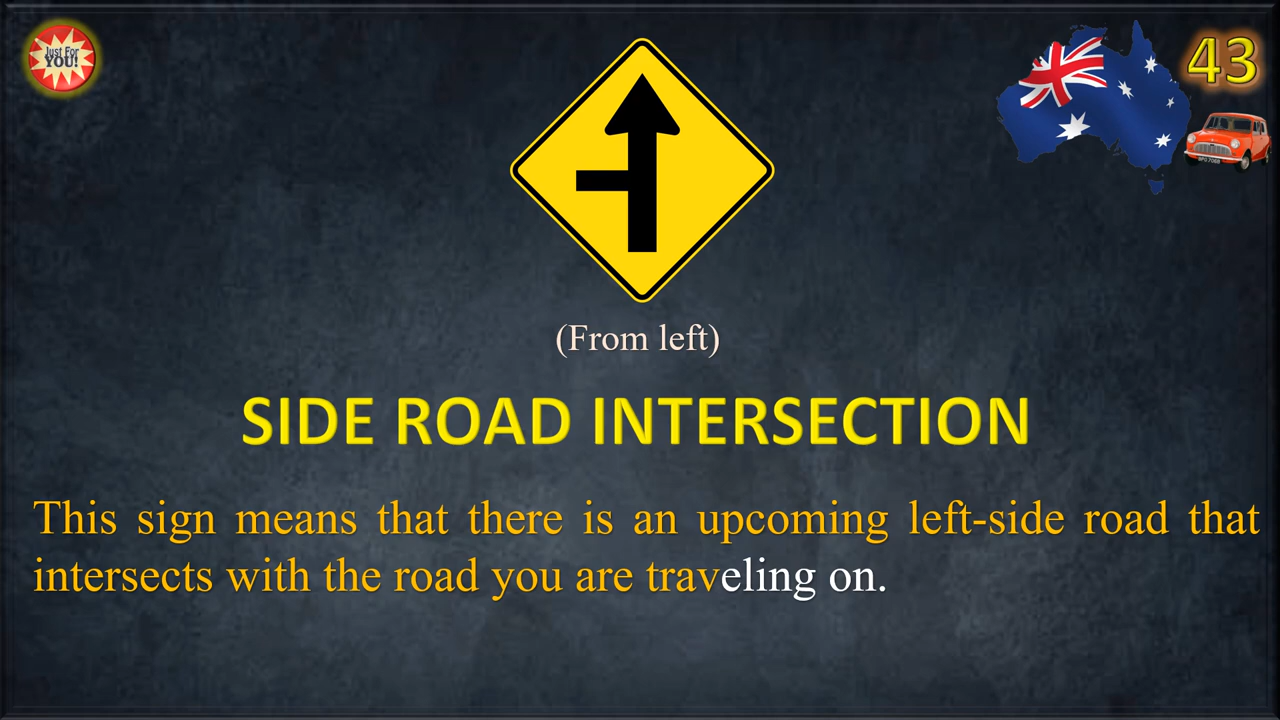 Just For
YOU!
43
(From left)
SIDE ROAD INTERSECTION
This sign means that there is an upcoming left-side road that
intersects with the road you are traveling on.